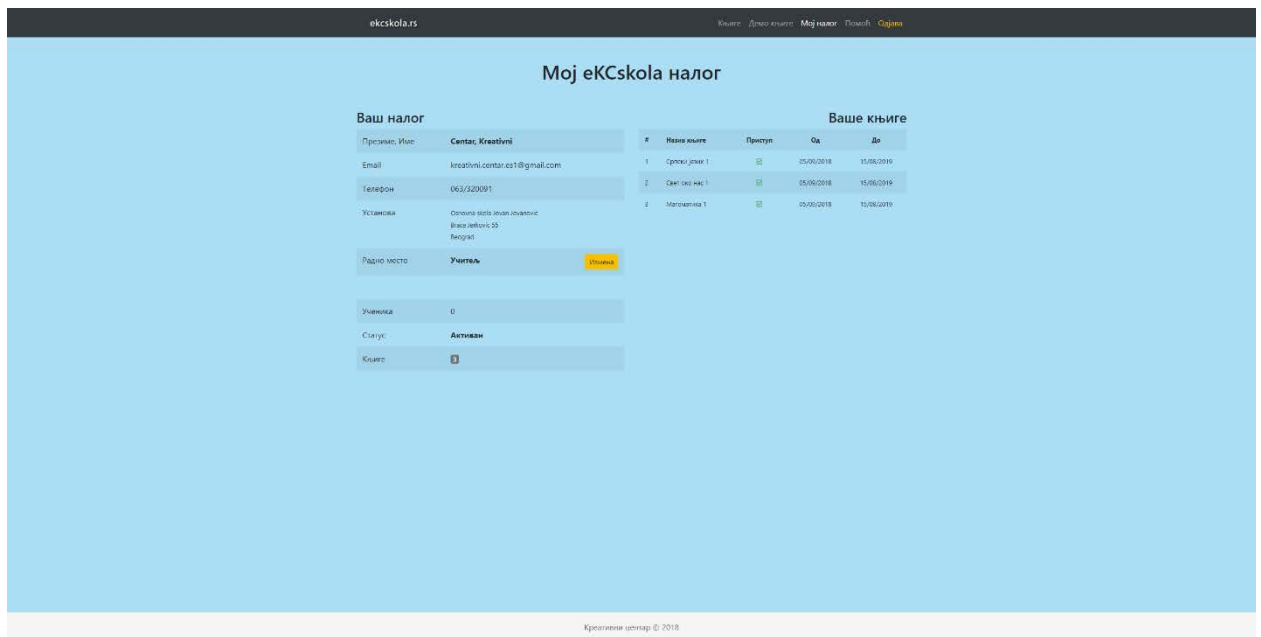 ekcskola.rs
Књиге Демо књиге Мој налог Помоћ Одјава
Мој eKCskola налог
Ваш налог
Презиме, Име Centar, Kreativni
Email kreativni.centar.es1@gmail.com
Телефон 063/320091
Установа Osnovna skola Jovan Jovanovic
Brace Jerkovic 55
Beograd
Радно место Учитељ Измена
Ученика 0
Статус Активан
Књиге 3
Ваше књиге
# Назив књиге Приступ Од До
1 Српски језик 1 05/09/2018 15/08/2019
2 Свет око нас 1 05/09/2018 15/08/2019
3 Математика 1 05/09/2018 15/08/2019
Креативни центар © 2018